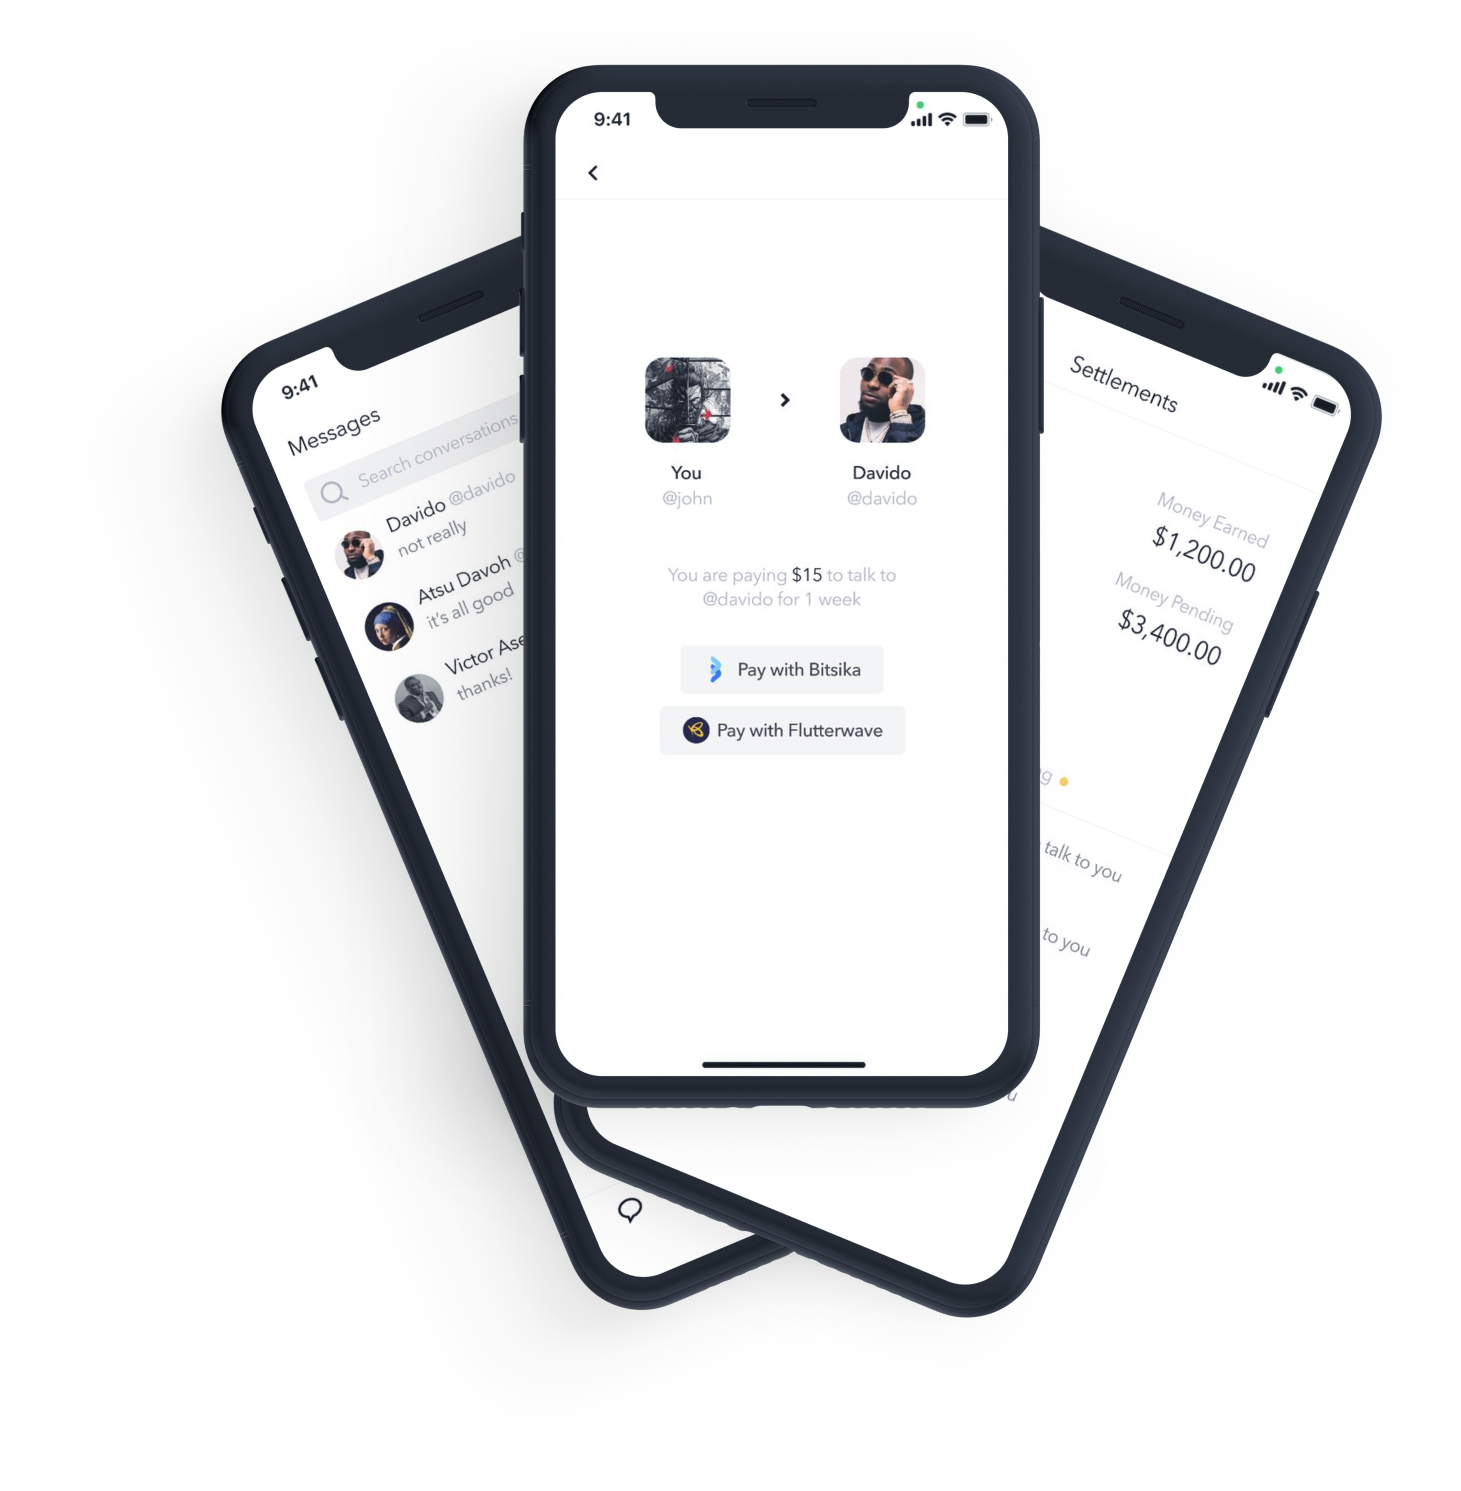 9:41
You
@john
Davido
@davido
You are paying $15 to talk to
@davido for 1 week
Pay with Bitsika
Pay with Flutterwave
9:41
Messages
Search conversations
Davido @davido
not really
Atsu Davoh @
it's all good
Victor Ase
thanks!
Settlements
Money Earned
$1,200.00
Money Pending
$3,400.00
g
talk to you
to you
u